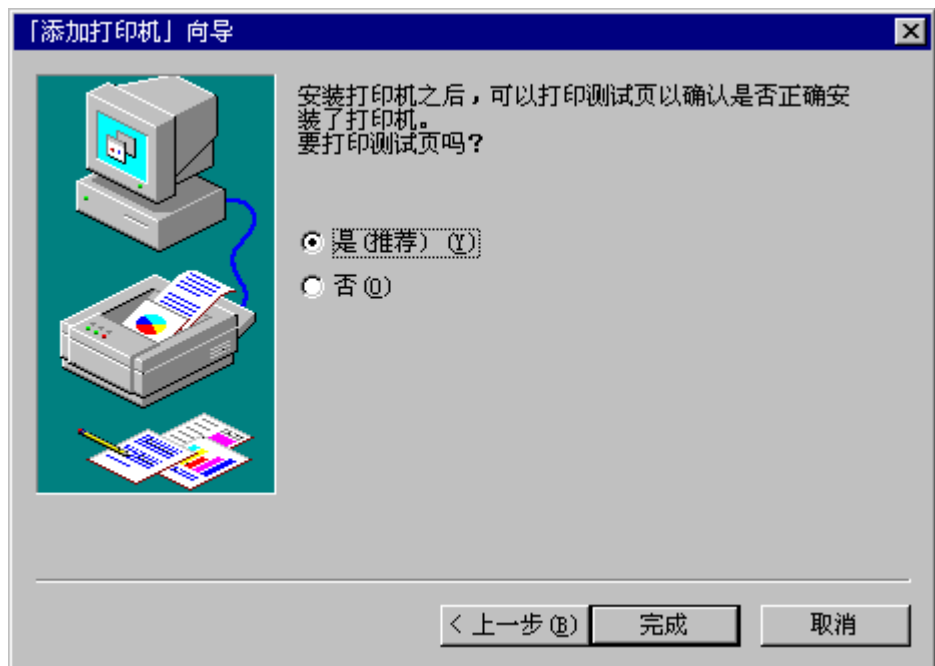 「添加打印机」向导
安装打印机之后，可以打印测试页以确认是否正确安
装了打印机。
要打印测试页吗？
是(推荐) (Y)
否(O)
< 上一步(B)
完成
取消